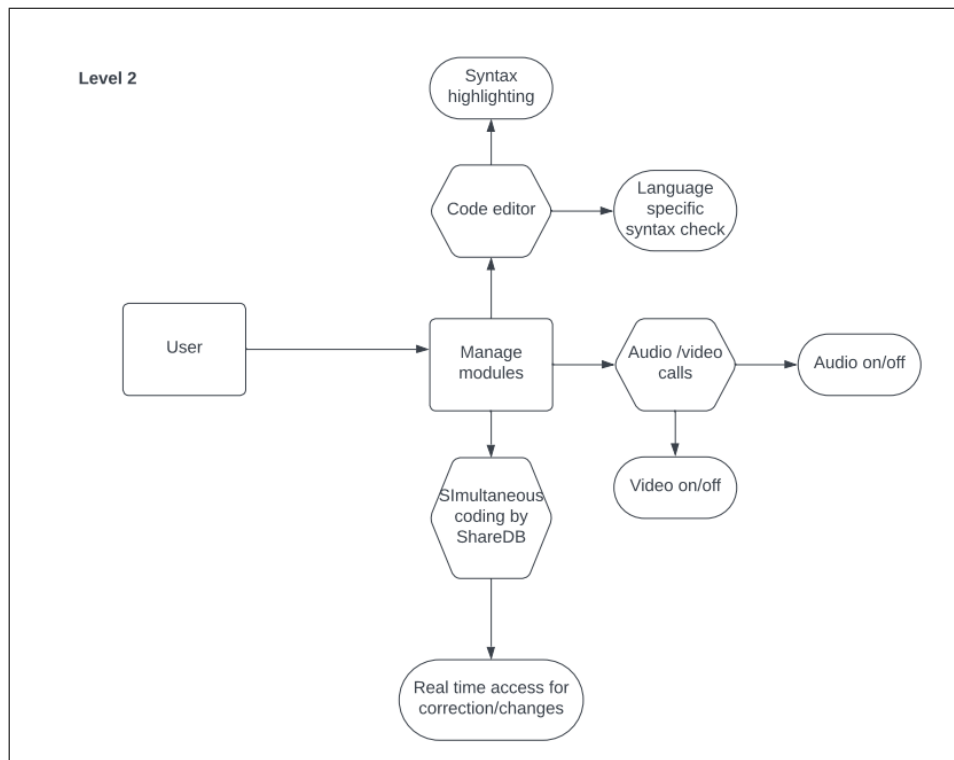 Level 2
Syntax
highlighting
Code editor
Language
specific
syntax check
User
Manage
modules
Audio /video
calls
Audio on/off
Video on/off
SImultaneous
coding by
ShareDB
Real time access for
correction/changes